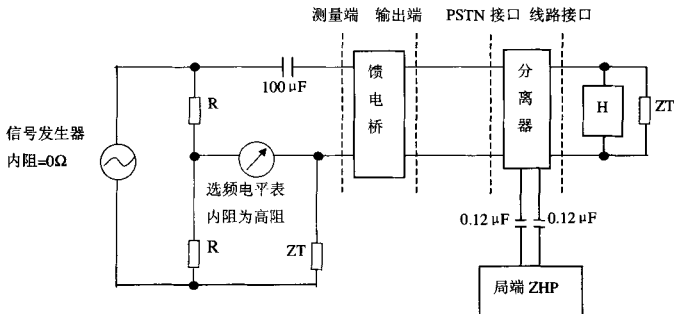 测量端 输出端 PSTN 接口 线路接口
100 μF
馈电桥
分离器
R
H
ZT
信号发生器
内阻=0Ω
选频电平表
内阻为高阻
R
ZT
0.12 μF
0.12 μF
局端 ZHP